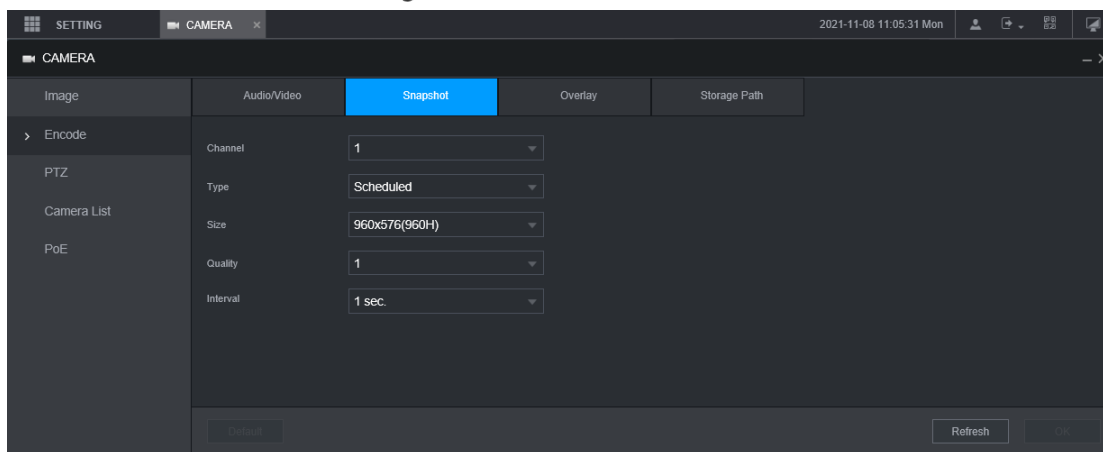 SETTING CAMERA × 2021-11-08 11:05:31 Mon
CAMERA
Image Audio/Video Snapshot Overlay Storage Path
Encode
Channel 1
PTZ
Type Scheduled
Camera List
Size 960x576(960H)
PoE
Quality 1
Interval 1 sec.
Default Refresh OK